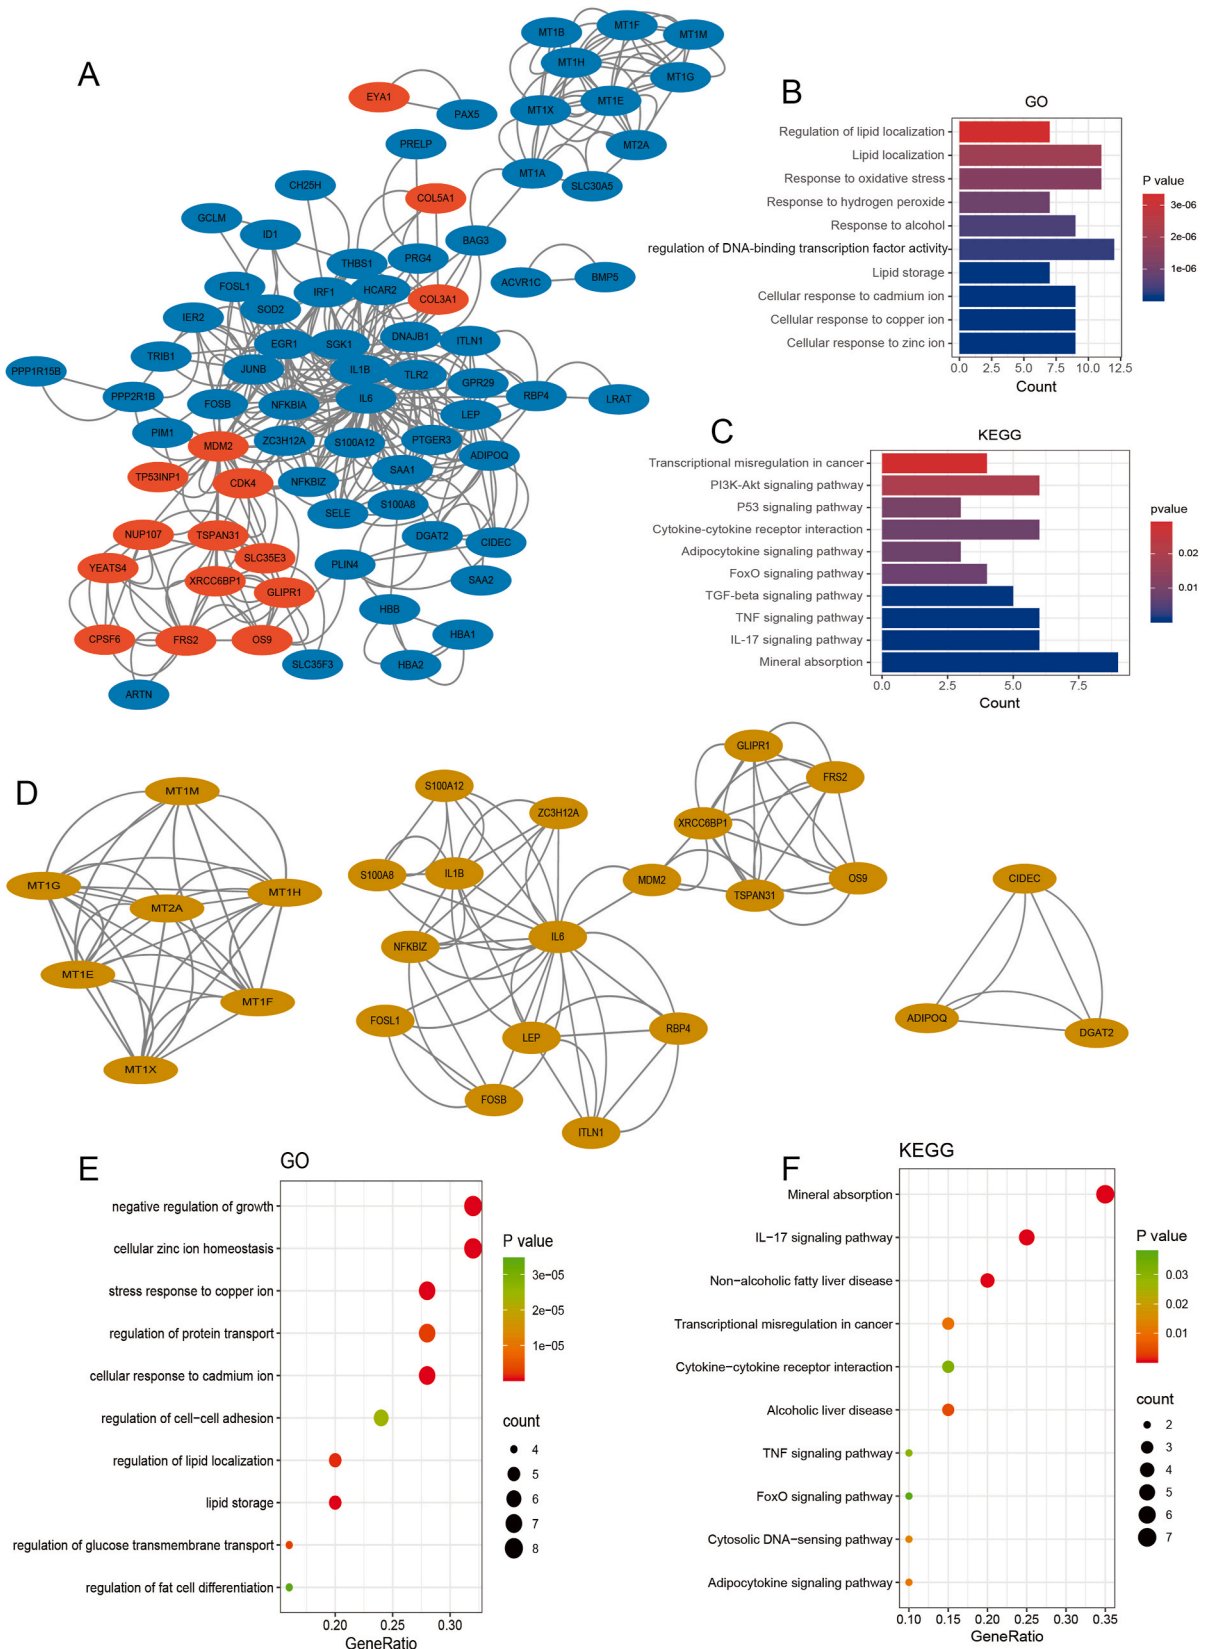 A
MT1B
MT1F
MT1M
MT1H
MT1G
MT1X
MT1E
MT2A
MT1A
SLC30A5
EYA1
PAX5
PRELP
CH25H
COL5A1
GCLM
ID1
BAG3
THBS1
PRG4
ACVR1C
BMP5
FOSL1
IRF1
HCAR2
COL3A1
IER2
SOD2
EGR1
SGK1
DNAJB1
ITLN1
TRIB1
JUNB
IL1B
TLR2
GPR29
PPP1R15B
PPP2R1B
FOSB
NFKBIA
IL6
RBP4
LRAT
LEP
PIM1
MDM2
ZC3H12A
S100A12
PTGER3
ADIPOQ
TP53INP1
CDK4
NFKBIZ
SAA1
SELE
S100A8
NUP107
TSPAN31
DGAT2
CIDEC
SLC35E3
YEATS4
XRCC6BP1
GLIPR1
PLIN4
SAA2
HBB
CPSF6
FRS2
OS9
HBA1
SLC35F3
HBA2
ARTN
B
GO
Regulation of lipid localization
Lipid localization
Response to oxidative stress
Response to hydrogen peroxide
Response to alcohol
regulation of DNA-binding transcription factor activity
Lipid storage
Cellular response to cadmium ion
Cellular response to copper ion
Cellular response to zinc ion
0.0 2.5 5.0 7.5 10.0 12.5
Count
P value
3e-06
2e-06
1e-06
C
KEGG
Transcriptional misregulation in cancer
PI3K-Akt signaling pathway
P53 signaling pathway
Cytokine-cytokine receptor interaction
Adipocytokine signaling pathway
FoxO signaling pathway
TGF-beta signaling pathway
TNF signaling pathway
IL-17 signaling pathway
Mineral absorption
0.0 2.5 5.0 7.5
Count
pvalue
0.02
0.01
D
MT1M
MT1G
MT1H
MT2A
MT1E
MT1F
MT1X
S100A12
ZC3H12A
S100A8
IL1B
NFKBIZ
IL6
FOSL1
LEP
RBP4
FOSB
ITLN1
GLIPR1
FRS2
XRCC6BP1
MDM2
TSPAN31
OS9
CIDEC
ADIPOQ
DGAT2
E
GO
negative regulation of growth
cellular zinc ion homeostasis
stress response to copper ion
regulation of protein transport
cellular response to cadmium ion
regulation of cell-cell adhesion
regulation of lipid localization
lipid storage
regulation of glucose transmembrane transport
regulation of fat cell differentiation
0.20 0.25 0.30
GeneRatio
P value
3e-05
2e-05
1e-05
count
4
5
6
7
8
F
KEGG
Mineral absorption
IL-17 signaling pathway
Non-alcoholic fatty liver disease
Transcriptional misregulation in cancer
Cytokine-cytokine receptor interaction
Alcoholic liver disease
TNF signaling pathway
FoxO signaling pathway
Cytosolic DNA-sensing pathway
Adipocytokine signaling pathway
0.10 0.15 0.20 0.25 0.30 0.35
GeneRatio
P value
0.03
0.02
0.01
count
2
3
4
5
6
7